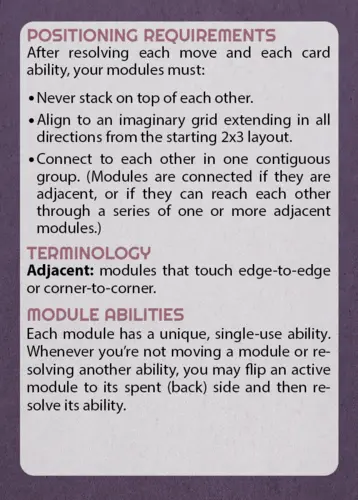 POSITIONING REQUIREMENTS
After resolving each move and each card
ability, your modules must:
• Never stack on top of each other.
• Align to an imaginary grid extending in all
directions from the starting 2x3 layout.
• Connect to each other in one contiguous
group. (Modules are connected if they are
adjacent, or if they can reach each other
through a series of one or more adjacent
modules.)
TERMINOLOGY
Adjacent: modules that touch edge-to-edge
or corner-to-corner.
MODULE ABILITIES
Each module has a unique, single-use ability.
Whenever you're not moving a module or re-
solving another ability, you may flip an active
module to its spent (back) side and then re-
solve its ability.